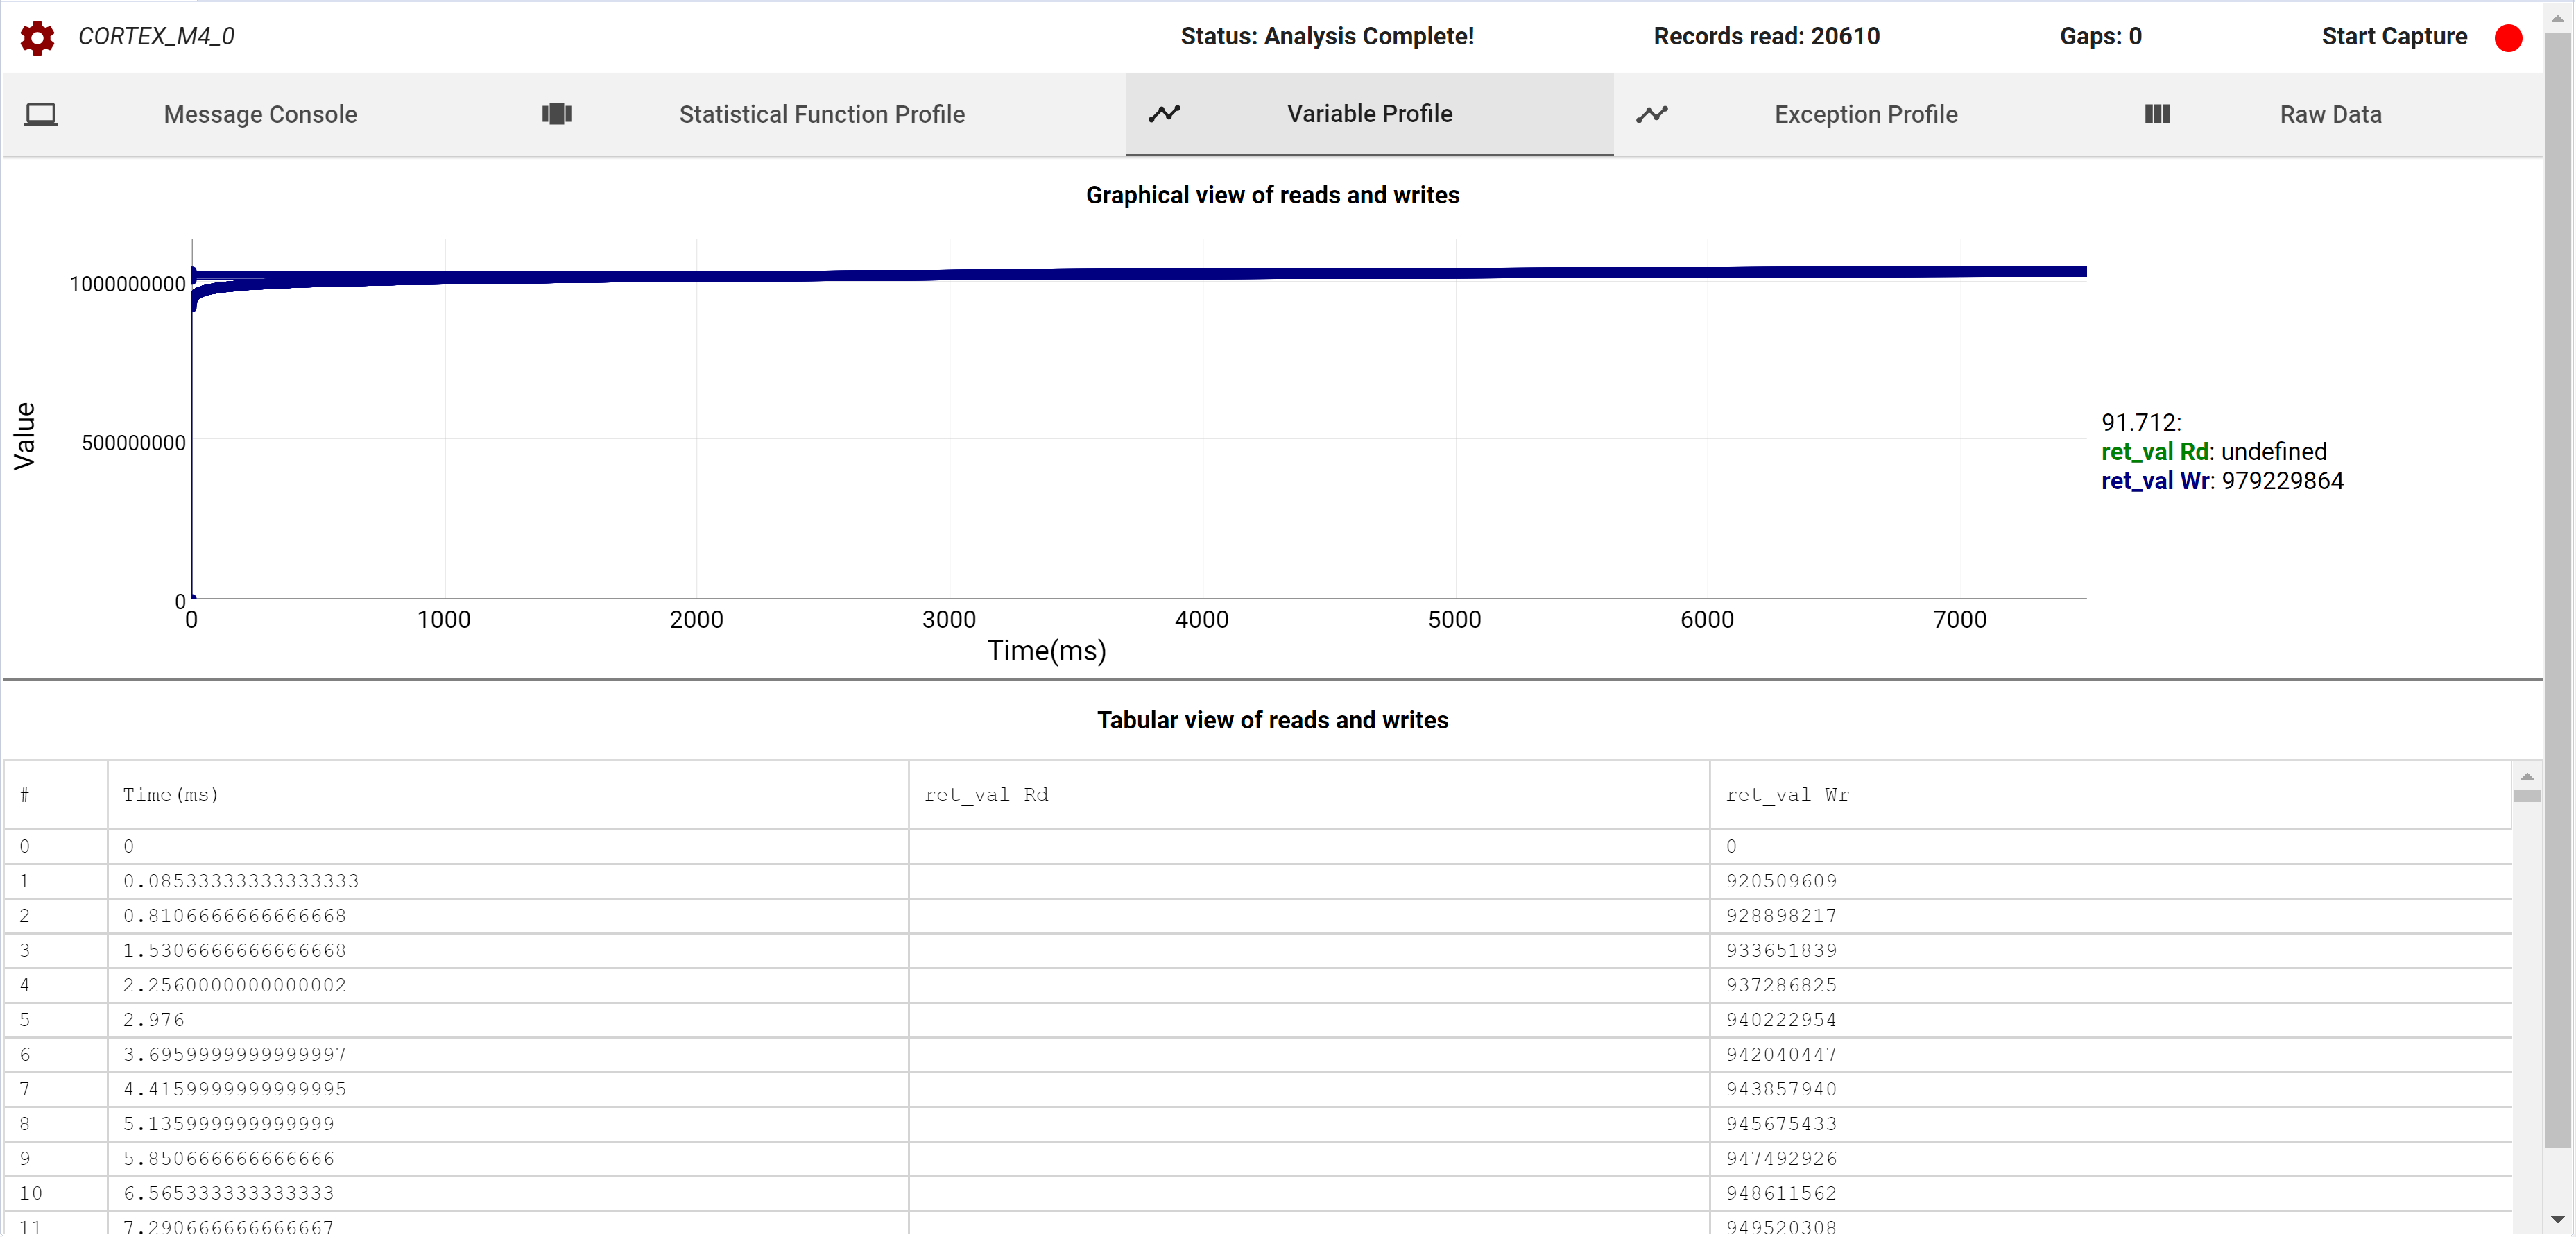 CORTEX_M4_0 Status: Analysis Complete! Records read: 20610 Gaps: 0 Start Capture
Message Console Statistical Function Profile Variable Profile Exception Profile Raw Data
Graphical view of reads and writes
1000000000
500000000
0
Value
0 1000 2000 3000 4000 5000 6000 7000
Time(ms)
91.712:
ret_val Rd: undefined
ret_val Wr: 979229864
Tabular view of reads and writes
# Time(ms) ret_val Rd ret_val Wr
0 0 0
1 0.08533333333333333 920509609
2 0.8106666666666668 928898217
3 1.5306666666666668 933651839
4 2.2560000000000002 937286825
5 2.976 940222954
6 3.6959999999999997 942040447
7 4.4159999999999995 943857940
8 5.135999999999999 945675433
9 5.850666666666666 947492926
10 6.565333333333333 948611562
11 7.290666666666667 949520308